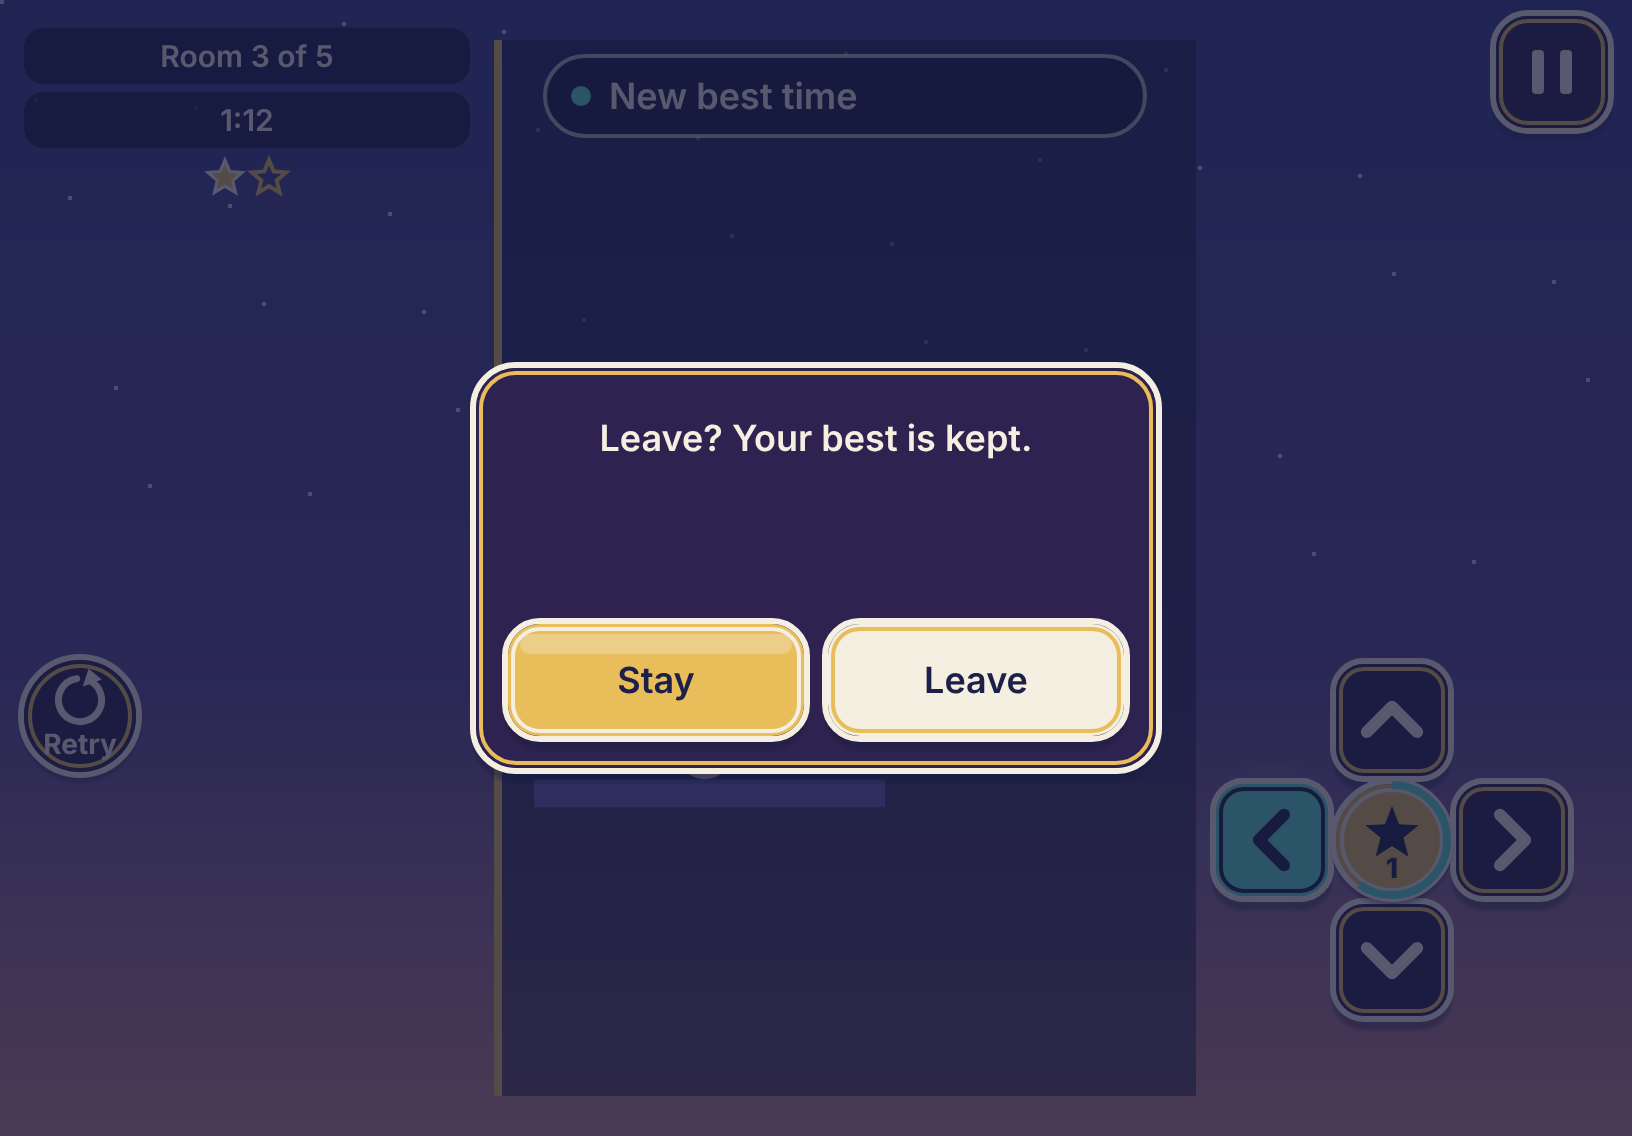 Room 3 of 5
1:12
New best time
Leave? Your best is kept.
Stay
Leave
Retry
1